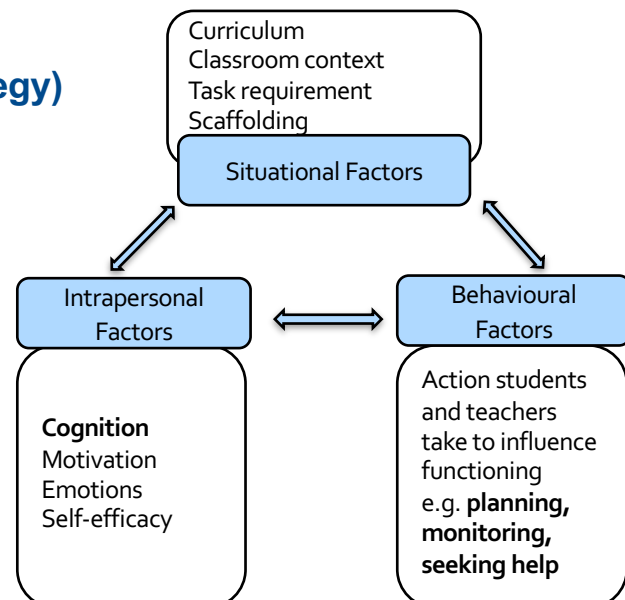 egy)
Curriculum
Classroom context
Task requirement
Scaffolding
Situational Factors
Intrapersonal
Factors
Behavioural
Factors
Cognition
Motivation
Emotions
Self-efficacy
Action students
and teachers
take to influence
functioning
e.g. planning,
monitoring,
seeking help